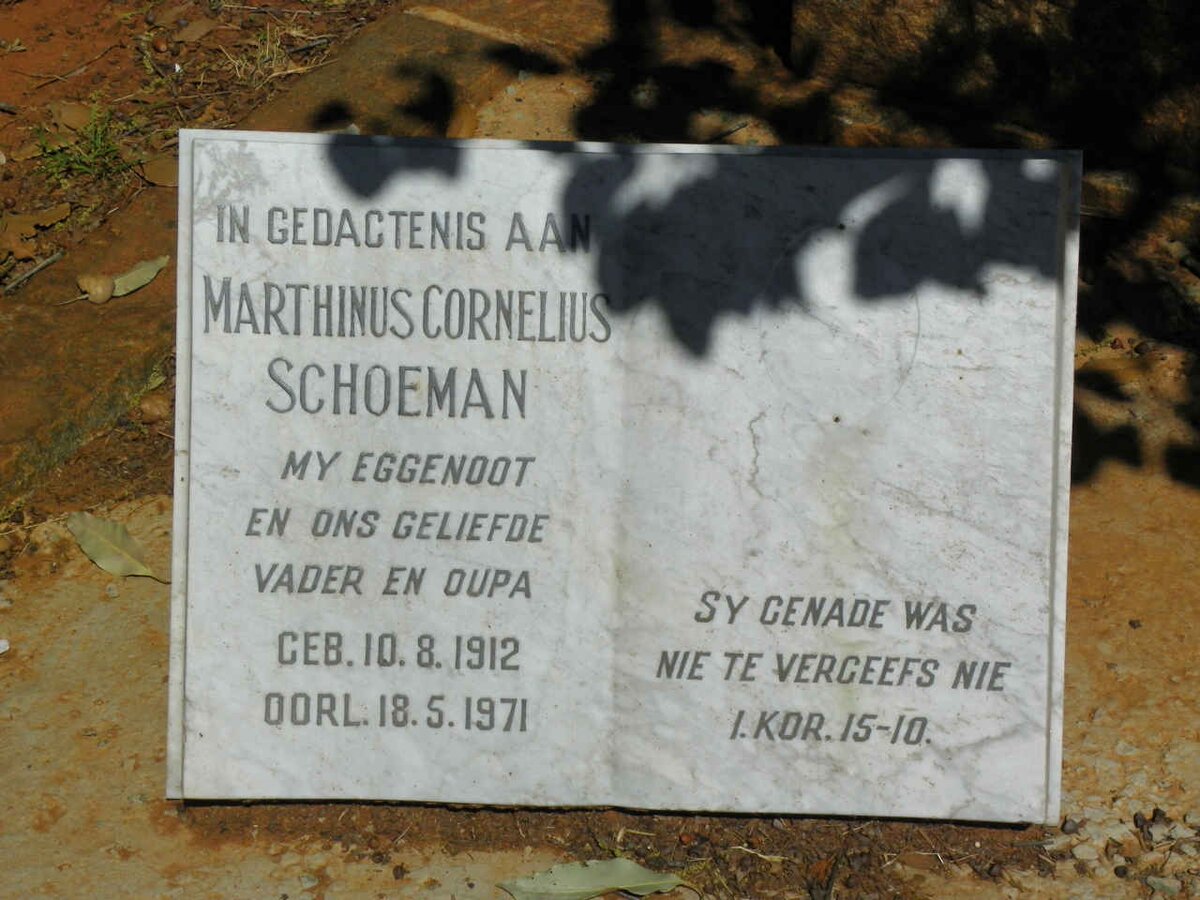 IN GEDACTENIS AAN
MARTHINUS CORNELIUS
SCHOEMAN
MY EGGENOOT
EN ONS GELIEFDE
VADER EN OUPA
GEB. 10. 8. 1912
OORL. 18. 5. 1971
SY GENADE WAS
NIE TE VERGEEFS NIE
I. KOR. 15-10.